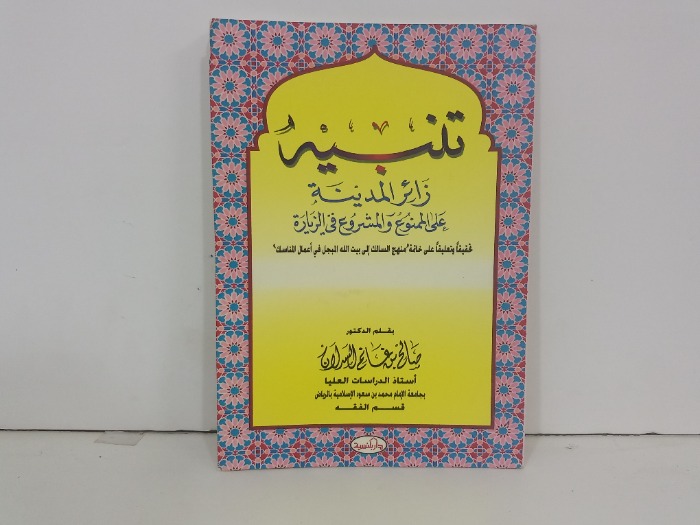 تنبيه
زائر المدينة
على الممنوع والمشروع في الزيارة
تحقيقاً وتعليقاً على خاتمة "منهج السالك إلى بيت الله المبجل في أعمال المناسك"
بقلم الدكتور
صالح بن غانم السدلان
أستاذ الدراسات العليا
بجامعة الإمام محمد بن سعود الإسلامية بالرياض
قسم الفقه
دار بلنسية